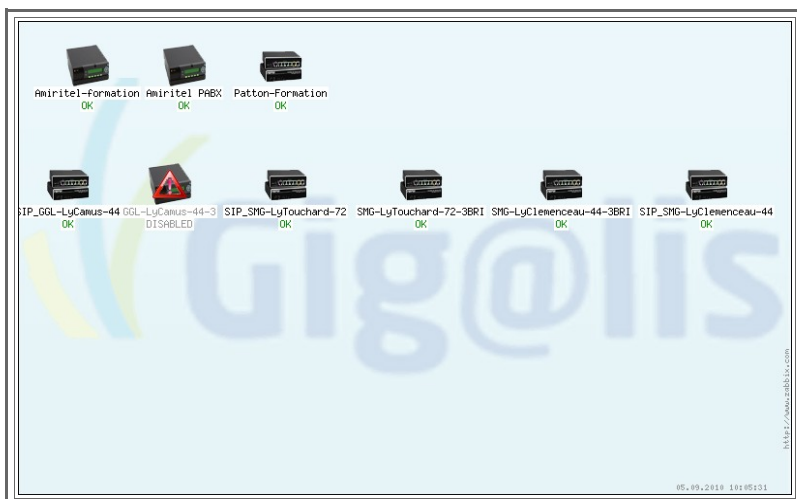 Amiritel-formation Amiritel PABX Patton-Formation
OK OK OK
SIP_GGL-LyCamus-44 GGL-LyCamus-44-3 SIP_SMG-LyTouchard-72 SMG-LyTouchard-72-3BRI SMG-LyClemenceau-44-3BRI SIP_SMG-LyClemenceau-44
OK DISABLED OK OK OK OK
Gig@lis
http://www.zabbix.com
05.09.2010 10:05:31